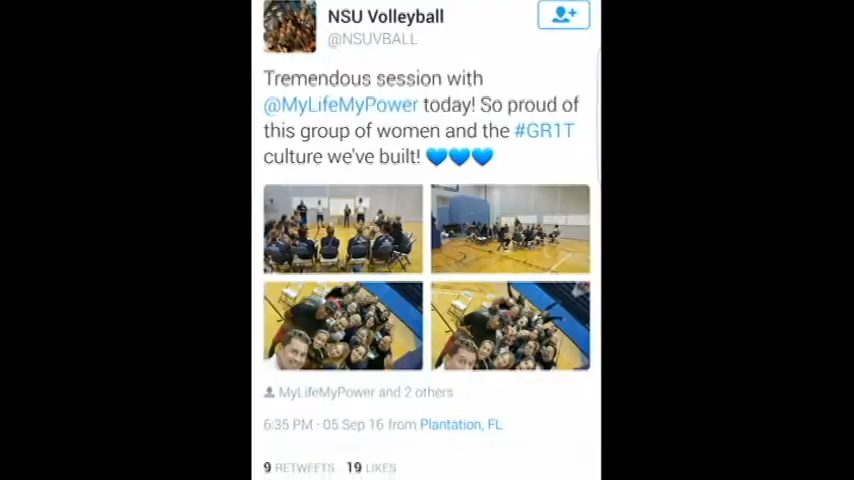 NSU Volleyball
@NSUVBALL
Tremendous session with
@MyLifeMyPower today! So proud of
this group of women and the #GR1T
culture we've built! 💙💙💙
MyLifeMyPower and 2 others
6:35 PM · 05 Sep 16 from Plantation, FL
9 RETWEETS 19 LIKES